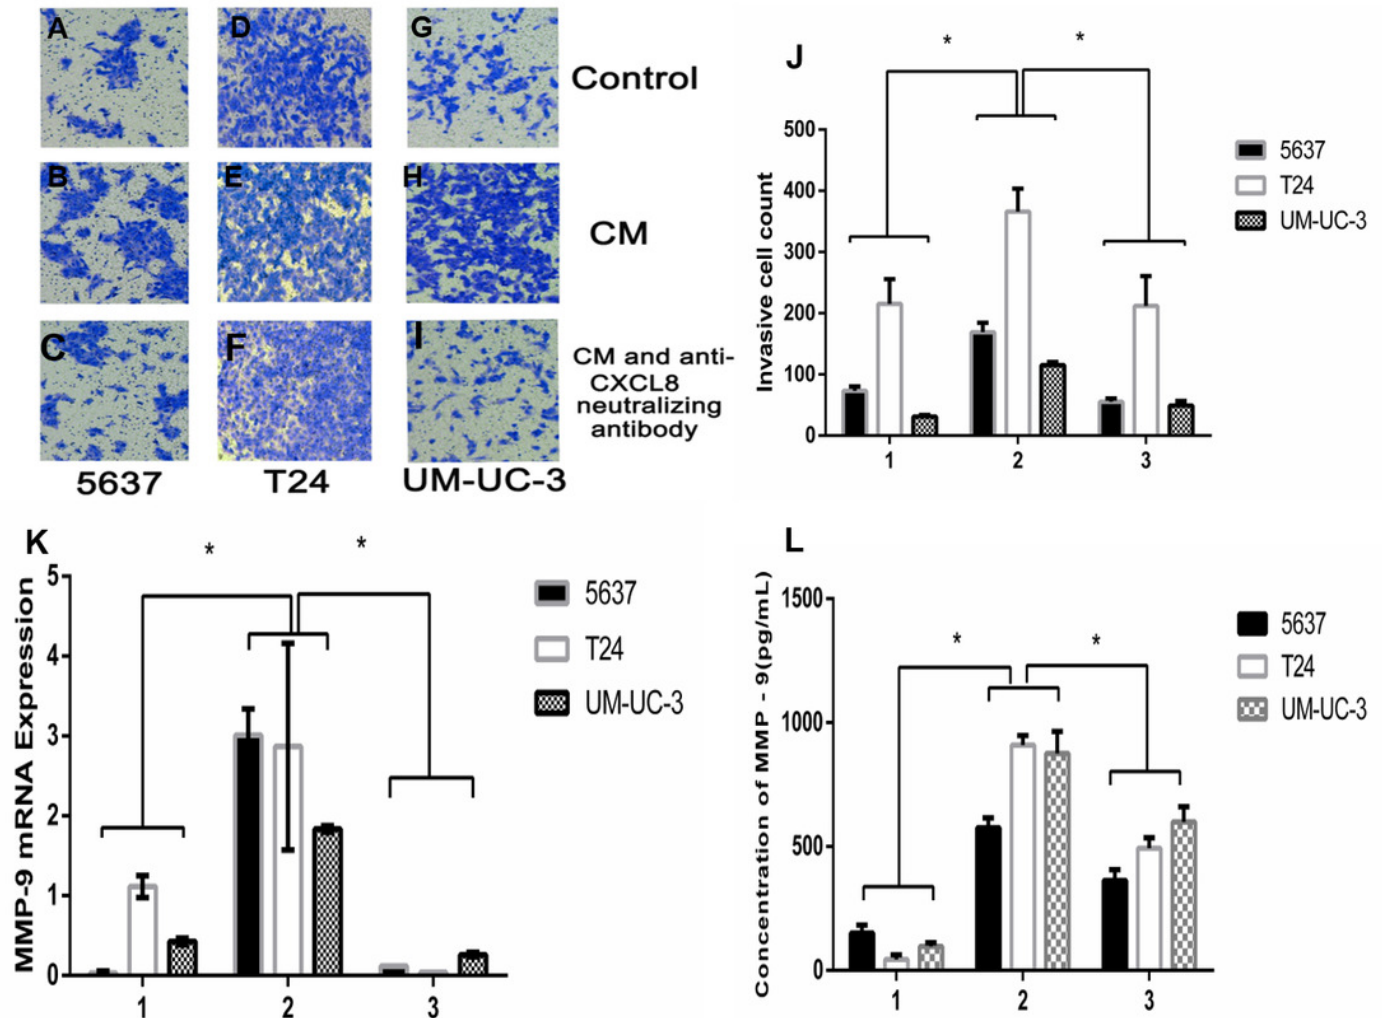 A
D
G
Control
B
E
H
CM
C
F
I
CM and anti-
CXCL8
neutralizing
antibody
5637
T24
UM-UC-3
J
*
*
Invasive cell count
500
400
300
200
100
0
1
2
3
5637
T24
UM-UC-3
K
*
*
MMP-9 mRNA Expression
5
4
3
2
1
0
1
2
3
5637
T24
UM-UC-3
L
*
*
Concentration of MMP - 9(pg/mL)
1500
1000
500
0
1
2
3
5637
T24
UM-UC-3